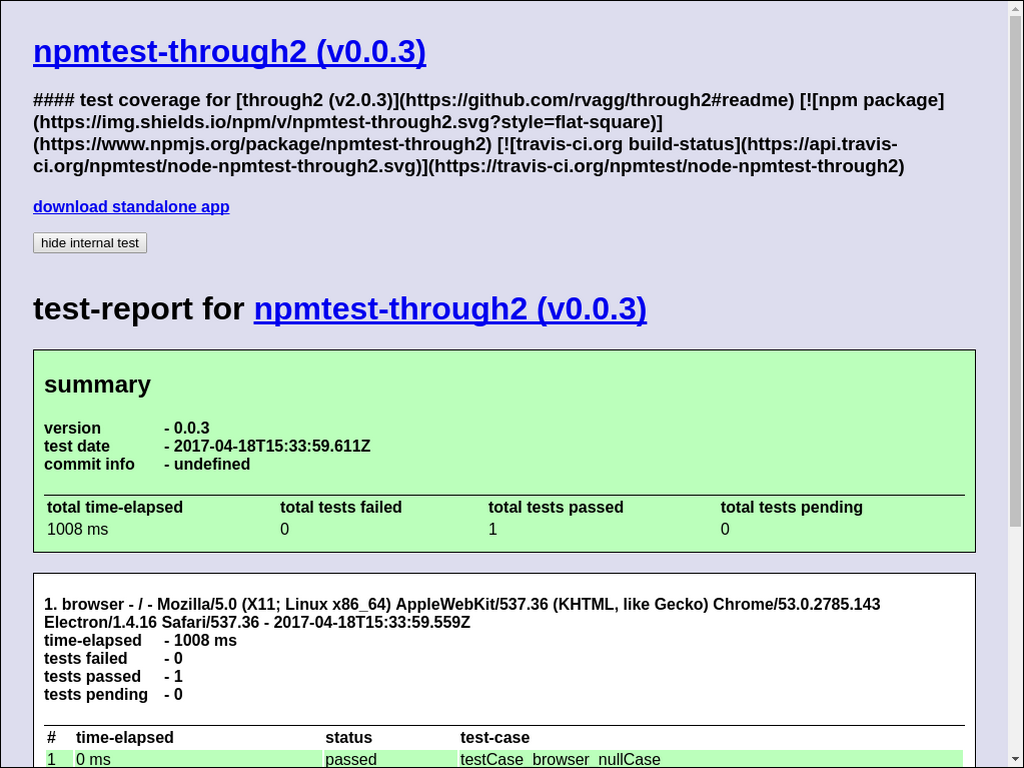 npmtest-through2 (v0.0.3)
#### test coverage for [through2 (v2.0.3)](https://github.com/rvagg/through2#readme) [![npm package]
(https://img.shields.io/npm/v/npmtest-through2.svg?style=flat-square)]
(https://www.npmjs.org/package/npmtest-through2) [![travis-ci.org build-status](https://api.travis-
ci.org/npmtest/node-npmtest-through2.svg)](https://travis-ci.org/npmtest/node-npmtest-through2)
download standalone app
hide internal test
test-report for npmtest-through2 (v0.0.3)
summary
version - 0.0.3
test date - 2017-04-18T15:33:59.611Z
commit info - undefined
total time-elapsed total tests failed total tests passed total tests pending
1008 ms 0 1 0
1. browser - / - Mozilla/5.0 (X11; Linux x86_64) AppleWebKit/537.36 (KHTML, like Gecko) Chrome/53.0.2785.143
Electron/1.4.16 Safari/537.36 - 2017-04-18T15:33:59.559Z
time-elapsed - 1008 ms
tests failed - 0
tests passed - 1
tests pending - 0
# time-elapsed status test-case
1 0 ms passed testCase_browser_nullCase